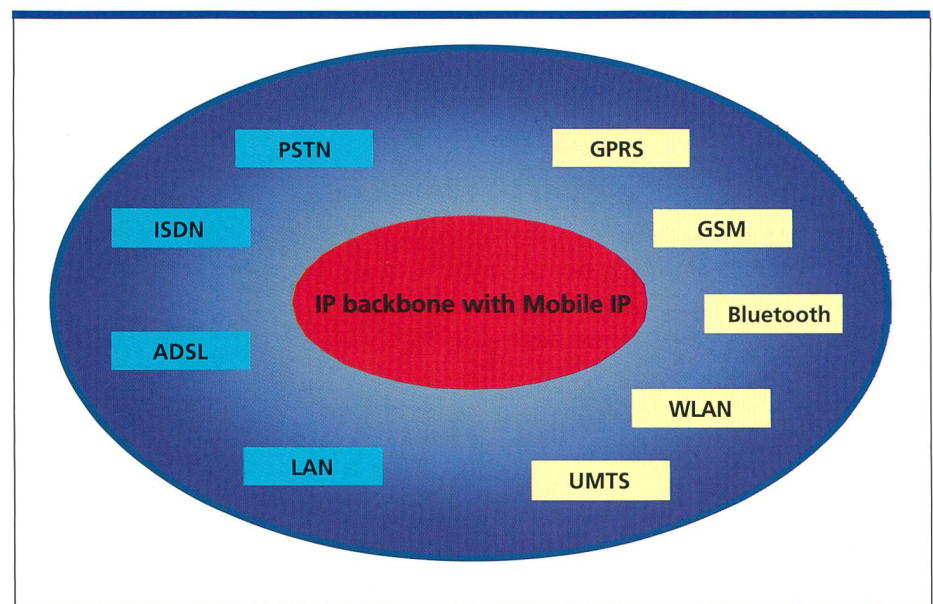 PSTN
GPRS
ISDN
GSM
IP backbone with Mobile IP
Bluetooth
ADSL
WLAN
LAN
UMTS